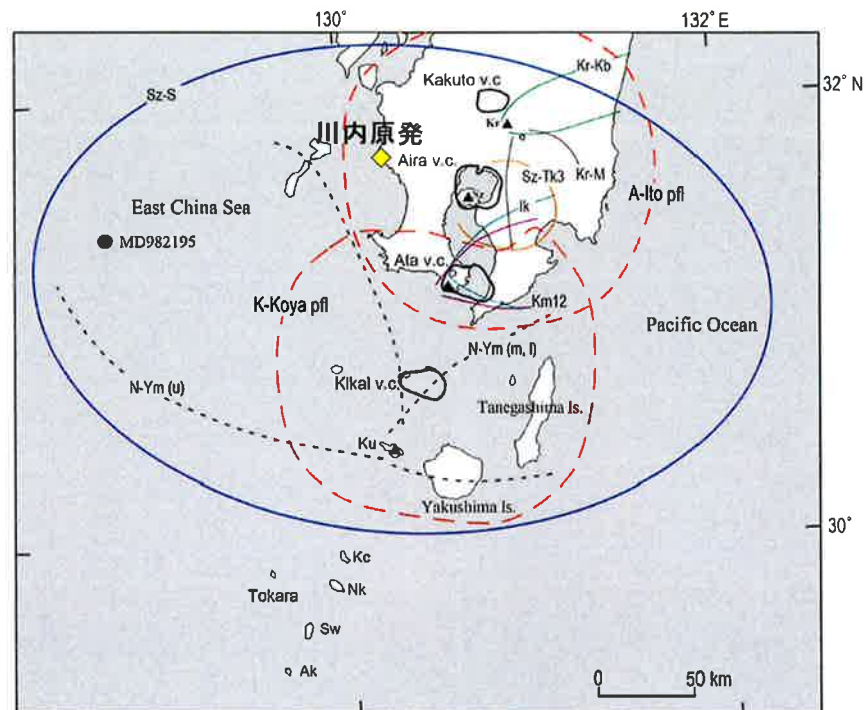 130°
132°E
32°N
Kakuto v.c
Kr-Kb
Sz-S
Kr
川内原発
Aira v.c.
Sz-Tk3
Kr-M
A-Ito pfl
East China Sea
Ik
MD982195
Ata v.c.
K-Koya pfl
Km12
Pacific Ocean
N-Ym (m, l)
N-Ym (u)
Kikai v.c.
Tanegashima Is.
Ku
Yakushima Is.
30°
Kc
Tokara
Nk
Sw
Ak
0
50 km